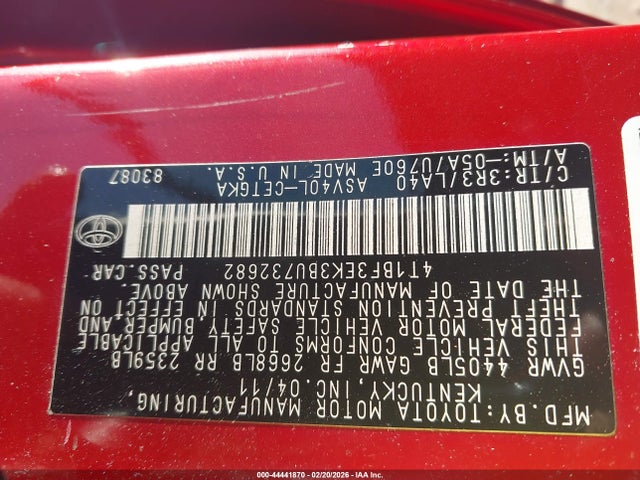 MFD. BY: TOYOTA MOTOR MANUFACTURING,
KENTUCKY, INC. 04/11
GVWR 4405LB GAWR FR 2668LB RR 2359LB
THIS VEHICLE CONFORMS TO ALL APPLICABLE
FEDERAL MOTOR VEHICLE SAFETY, BUMPER AND
THEFT PREVENTION STANDARDS IN EFFECT ON
THE DATE OF MANUFACTURE SHOWN ABOVE.
4T1BF3EK3BU732682 PASS. CAR
C/TR:3R3/LA40 ASV40L-CETGKA
A/TM:-05A/U760E MADE IN U.S.A. 83087
000-44441870 - 02/20/2026 - Copyright IAA, LLC.